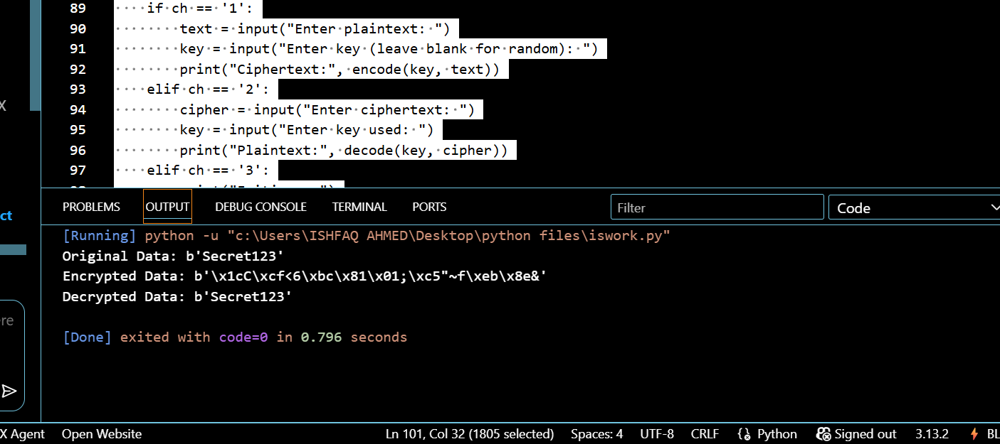 89 if ch == '1':
90 text = input("Enter plaintext: ")
91 key = input("Enter key (leave blank for random): ")
92 print("Ciphertext:", encode(key, text))
93 elif ch == '2':
94 cipher = input("Enter ciphertext: ")
95 key = input("Enter key used: ")
96 print("Plaintext:", decode(key, cipher))
97 elif ch == '3':
X
ct
PROBLEMS OUTPUT DEBUG CONSOLE TERMINAL PORTS Filter Code
[Running] python -u "c:\Users\ISHFAQ AHMED\Desktop\python files\iswork.py"
Original Data: b'Secret123'
Encrypted Data: b'\x1cC\xcf<6\xbc\x81\x01;\xc5"~f\xeb\x8e&'
Decrypted Data: b'Secret123'
re
[Done] exited with code=0 in 0.796 seconds
X Agent Open Website Ln 101, Col 32 (1805 selected) Spaces: 4 UTF-8 CRLF Python Signed out 3.13.2 BL